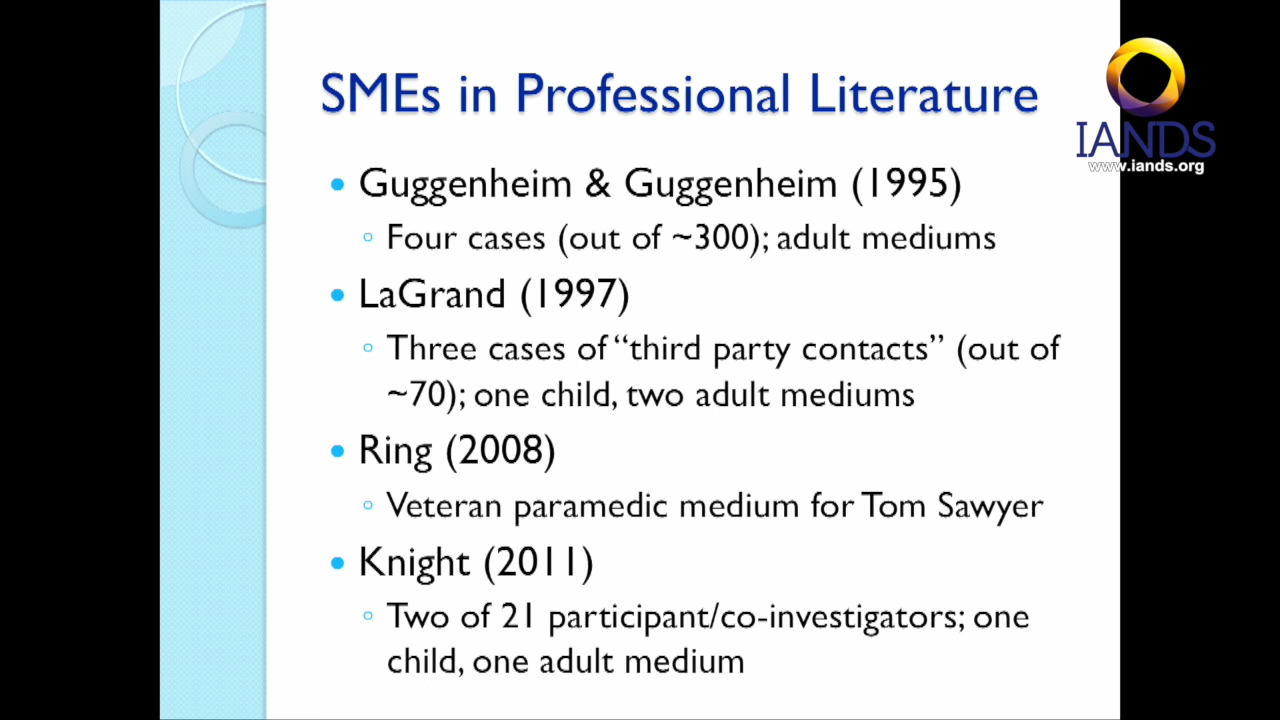 SMEs in Professional Literature
IANDS
www.iands.org
• Guggenheim & Guggenheim (1995)
◦ Four cases (out of ~300); adult mediums
• LaGrand (1997)
◦ Three cases of “third party contacts” (out of
~70); one child, two adult mediums
• Ring (2008)
◦ Veteran paramedic medium for Tom Sawyer
• Knight (2011)
◦ Two of 21 participant/co-investigators; one
child, one adult medium